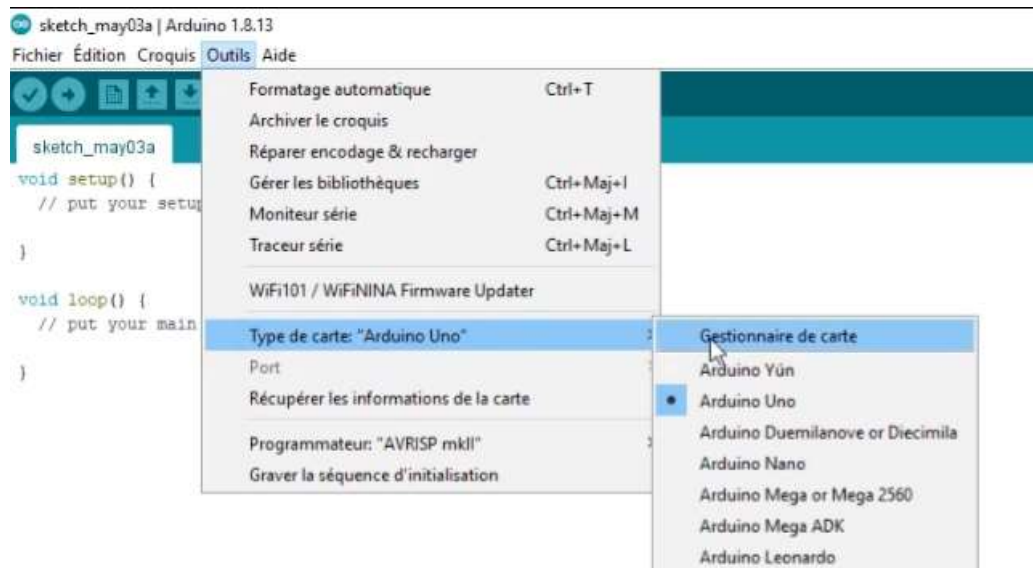 sketch_may03a | Arduino 1.8.13
Fichier Édition Croquis Outils Aide
Formatage automatique Ctrl+T
Archiver le croquis
sketch_may03a
Réparer encodage & recharger
void setup() {
Gérer les bibliothèques Ctrl+Maj+I
// put your setup
Moniteur série Ctrl+Maj+M
}
Traceur série Ctrl+Maj+L
WiFi101 / WiFiNINA Firmware Updater
void loop() {
// put your main
Type de carte: "Arduino Uno"
Gestionnaire de carte
}
Port
Arduino Yún
Récupérer les informations de la carte
Arduino Uno
Arduino Duemilanove or Diecimila
Programmateur: "AVRISP mkII"
Arduino Nano
Graver la séquence d'initialisation
Arduino Mega or Mega 2560
Arduino Mega ADK
Arduino Leonardo